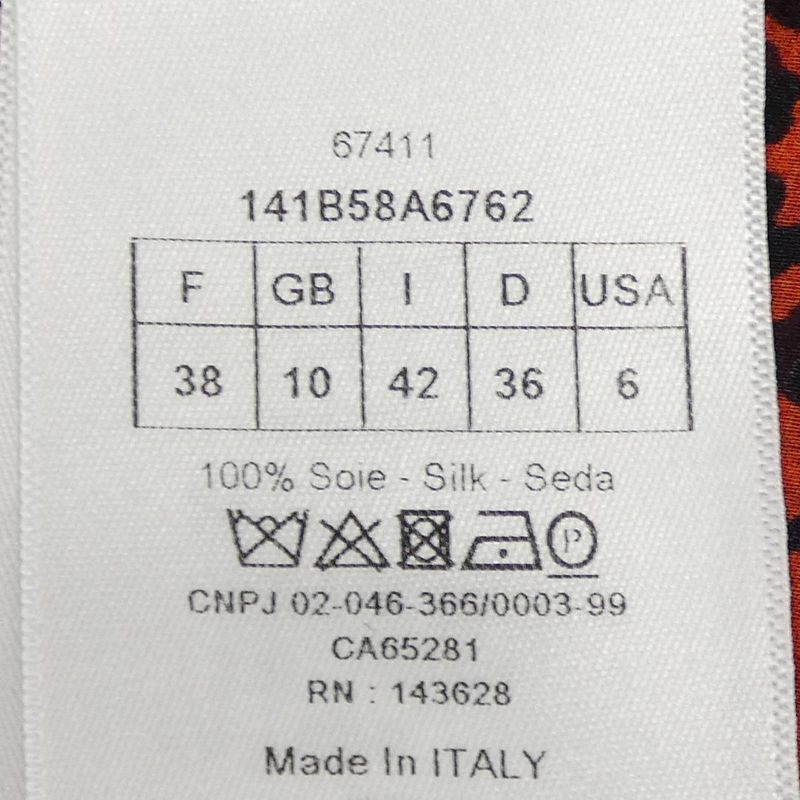 67411
141B58A6762
F GB I D USA
38 10 42 36 6
100% Soie - Silk - Seda
P
CNPJ 02-046-366/0003-99
CA65281
RN : 143628
Made In ITALY